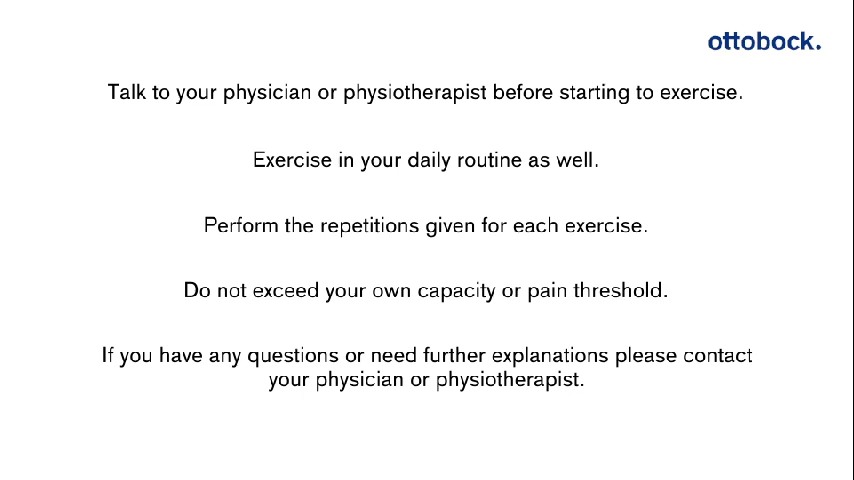 ottobock.
Talk to your physician or physiotherapist before starting to exercise.
Exercise in your daily routine as well.
Perform the repetitions given for each exercise.
Do not exceed your own capacity or pain threshold.
If you have any questions or need further explanations please contact
your physician or physiotherapist.